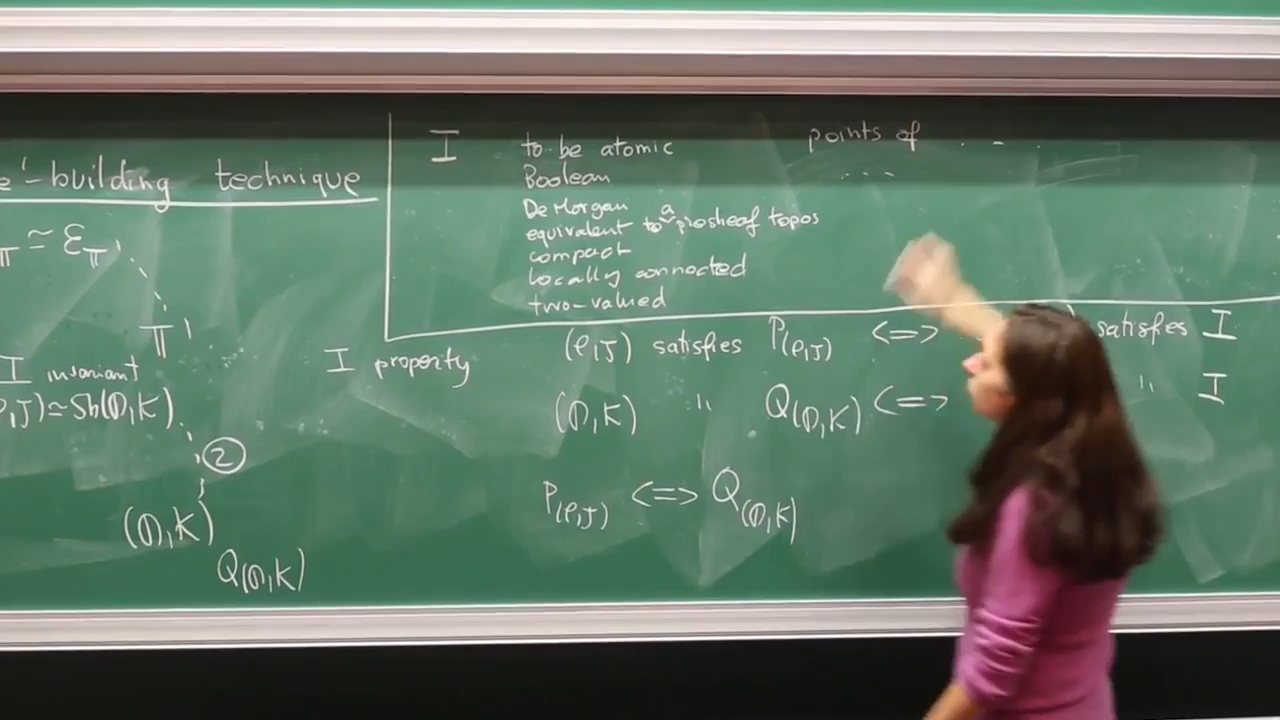 e'-building technique
𝕋 ≃ ℰ𝕋'
𝕋'
I invariant
,J) ≃ Sh(𝒟,K)
2
(𝒟,K)
Q(𝒟,K)
I
to be atomic
Boolean
De Morgan
equivalent to a presheaf topos
compact
locally connected
two-valued
points of . - .
. . . .
I property
(𝒞,J) satisfies P(𝒞,J) <=> ) satisfies I
(𝒟,K) " Q(𝒟,K) <=> " I
P(𝒞,J) <=> Q(𝒟,K)